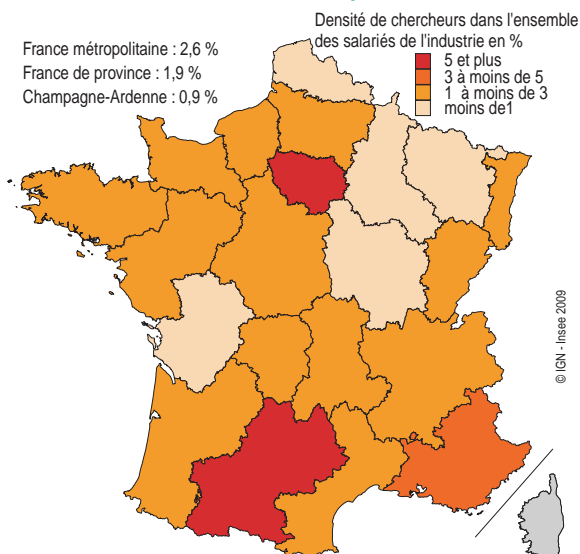 Densité de chercheurs dans l'ensemble
des salariés de l'industrie en %
France métropolitaine : 2,6 %
France de province : 1,9 %
Champagne-Ardenne : 0,9 %
5 et plus
3 à moins de 5
1 à moins de 3
moins de1
© IGN - Insee 2009